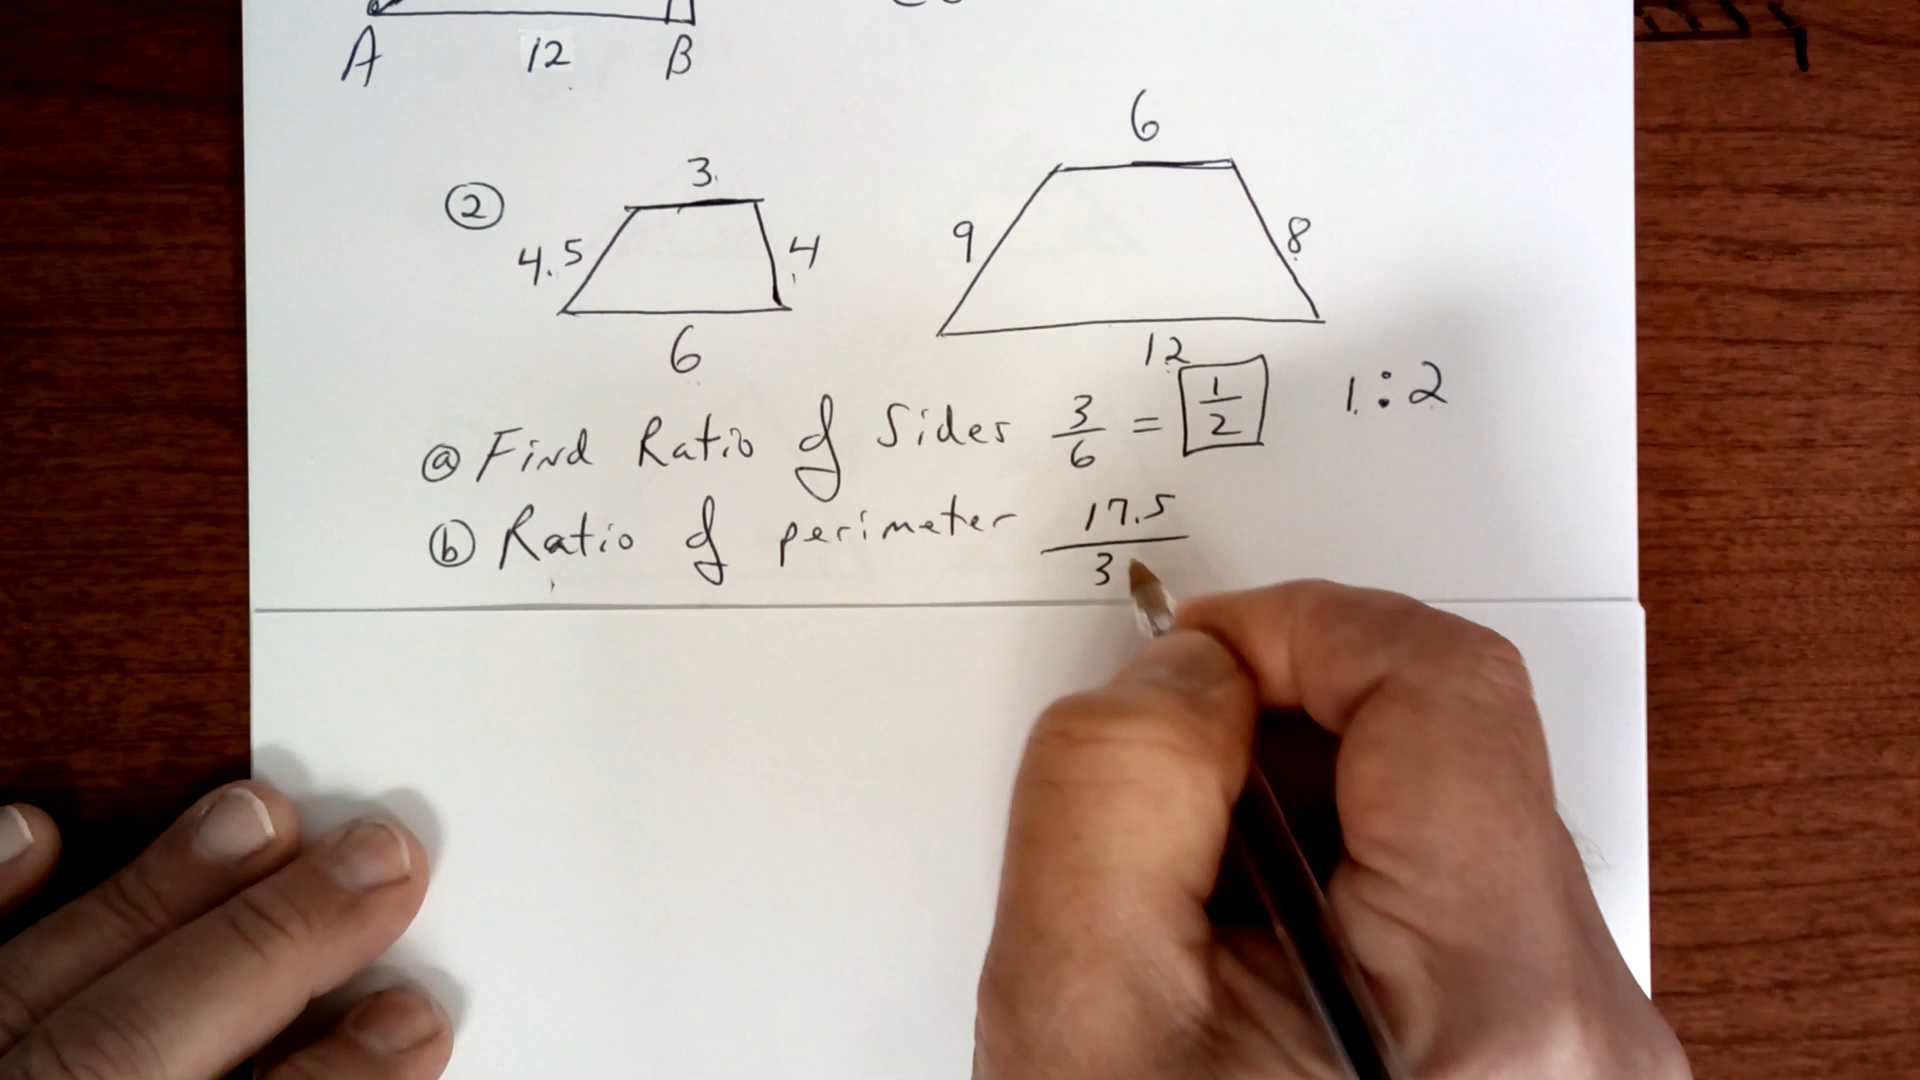 A 12 B
6
3
② 4.5 4 9 8
6
12
ⓐ Find Ratio of Sides 3/6 = 1/2 1:2
ⓑ Ratio of perimeter 17.5/3